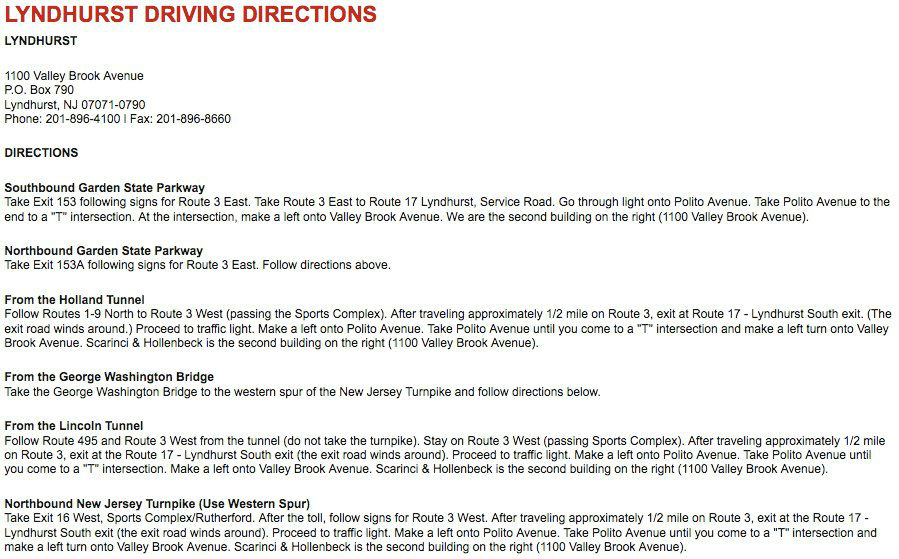 LYNDHURST DRIVING DIRECTIONS
LYNDHURST
1100 Valley Brook Avenue
P.O. Box 790
Lyndhurst, NJ 07071-0790
Phone: 201-896-4100 | Fax: 201-896-8660
DIRECTIONS
Southbound Garden State Parkway
Take Exit 153 following signs for Route 3 East. Take Route 3 East to Route 17 Lyndhurst, Service Road. Go through light onto Polito Avenue. Take Polito Avenue to the
end to a "T" intersection. At the intersection, make a left onto Valley Brook Avenue. We are the second building on the right (1100 Valley Brook Avenue).
Northbound Garden State Parkway
Take Exit 153A following signs for Route 3 East. Follow directions above.
From the Holland Tunnel
Follow Routes 1-9 North to Route 3 West (passing the Sports Complex). After traveling approximately 1/2 mile on Route 3, exit at Route 17 - Lyndhurst South exit. (The
exit road winds around.) Proceed to traffic light. Make a left onto Polito Avenue. Take Polito Avenue until you come to a "T" intersection and make a left turn onto Valley
Brook Avenue. Scarinci & Hollenbeck is the second building on the right (1100 Valley Brook Avenue).
From the George Washington Bridge
Take the George Washington Bridge to the western spur of the New Jersey Turnpike and follow directions below.
From the Lincoln Tunnel
Follow Route 495 and Route 3 West from the tunnel (do not take the turnpike). Stay on Route 3 West (passing Sports Complex). After traveling approximately 1/2 mile
on Route 3, exit at the Route 17 - Lyndhurst South exit (the exit road winds around). Proceed to traffic light. Make a left onto Polito Avenue. Take Polito Avenue until
you come to a "T" intersection. Make a left onto Valley Brook Avenue. Scarinci & Hollenbeck is the second building on the right (1100 Valley Brook Avenue).
Northbound New Jersey Turnpike (Use Western Spur)
Take Exit 16 West, Sports Complex/Rutherford. After the toll, follow signs for Route 3 West. After traveling approximately 1/2 mile on Route 3, exit at the Route 17 -
Lyndhurst South exit (the exit road winds around). Proceed to traffic light. Make a left onto Polito Avenue. Take Polito Avenue until you come to a "T" intersection and
make a left turn onto Valley Brook Avenue. Scarinci & Hollenbeck is the second building on the right (1100 Valley Brook Avenue).